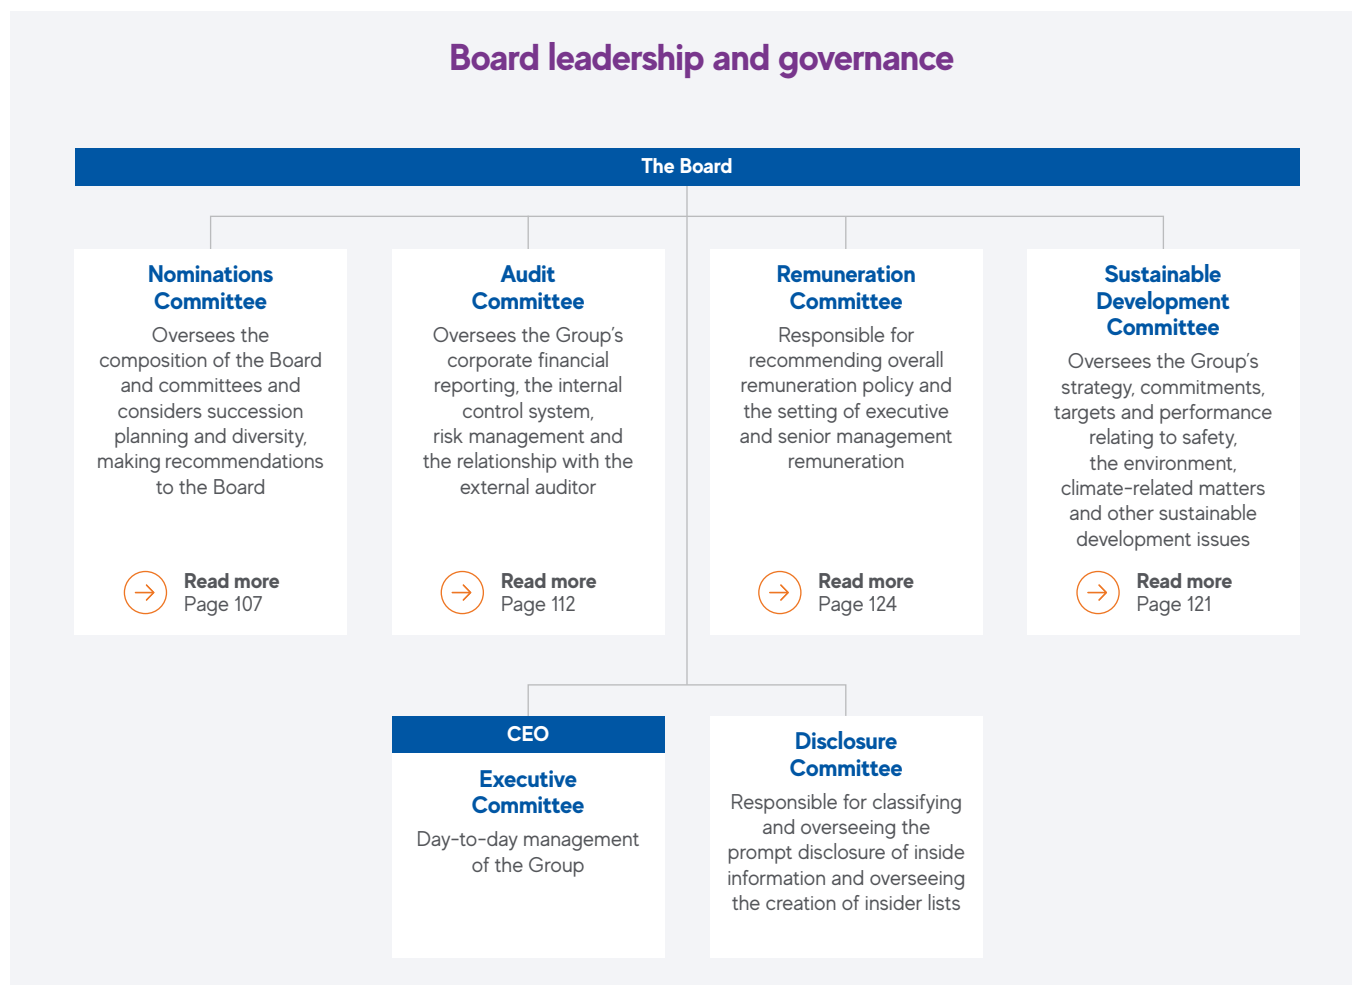 Board leadership and governance
The Board
Nominations
Committee
Oversees the
composition of the Board
and committees and
considers succession
planning and diversity,
making recommendations
to the Board
Read more
Page 107
Audit
Committee
Oversees the Group’s
corporate financial
reporting, the internal
control system,
risk management and
the relationship with the
external auditor
Read more
Page 112
Remuneration
Committee
Responsible for
recommending overall
remuneration policy and
the setting of executive
and senior management
remuneration
Read more
Page 124
Sustainable
Development
Committee
Oversees the Group’s
strategy, commitments,
targets and performance
relating to safety,
the environment,
climate-related matters
and other sustainable
development issues
Read more
Page 121
CEO
Executive
Committee
Day-to-day management
of the Group
Disclosure
Committee
Responsible for classifying
and overseeing the
prompt disclosure of inside
information and overseeing
the creation of insider lists